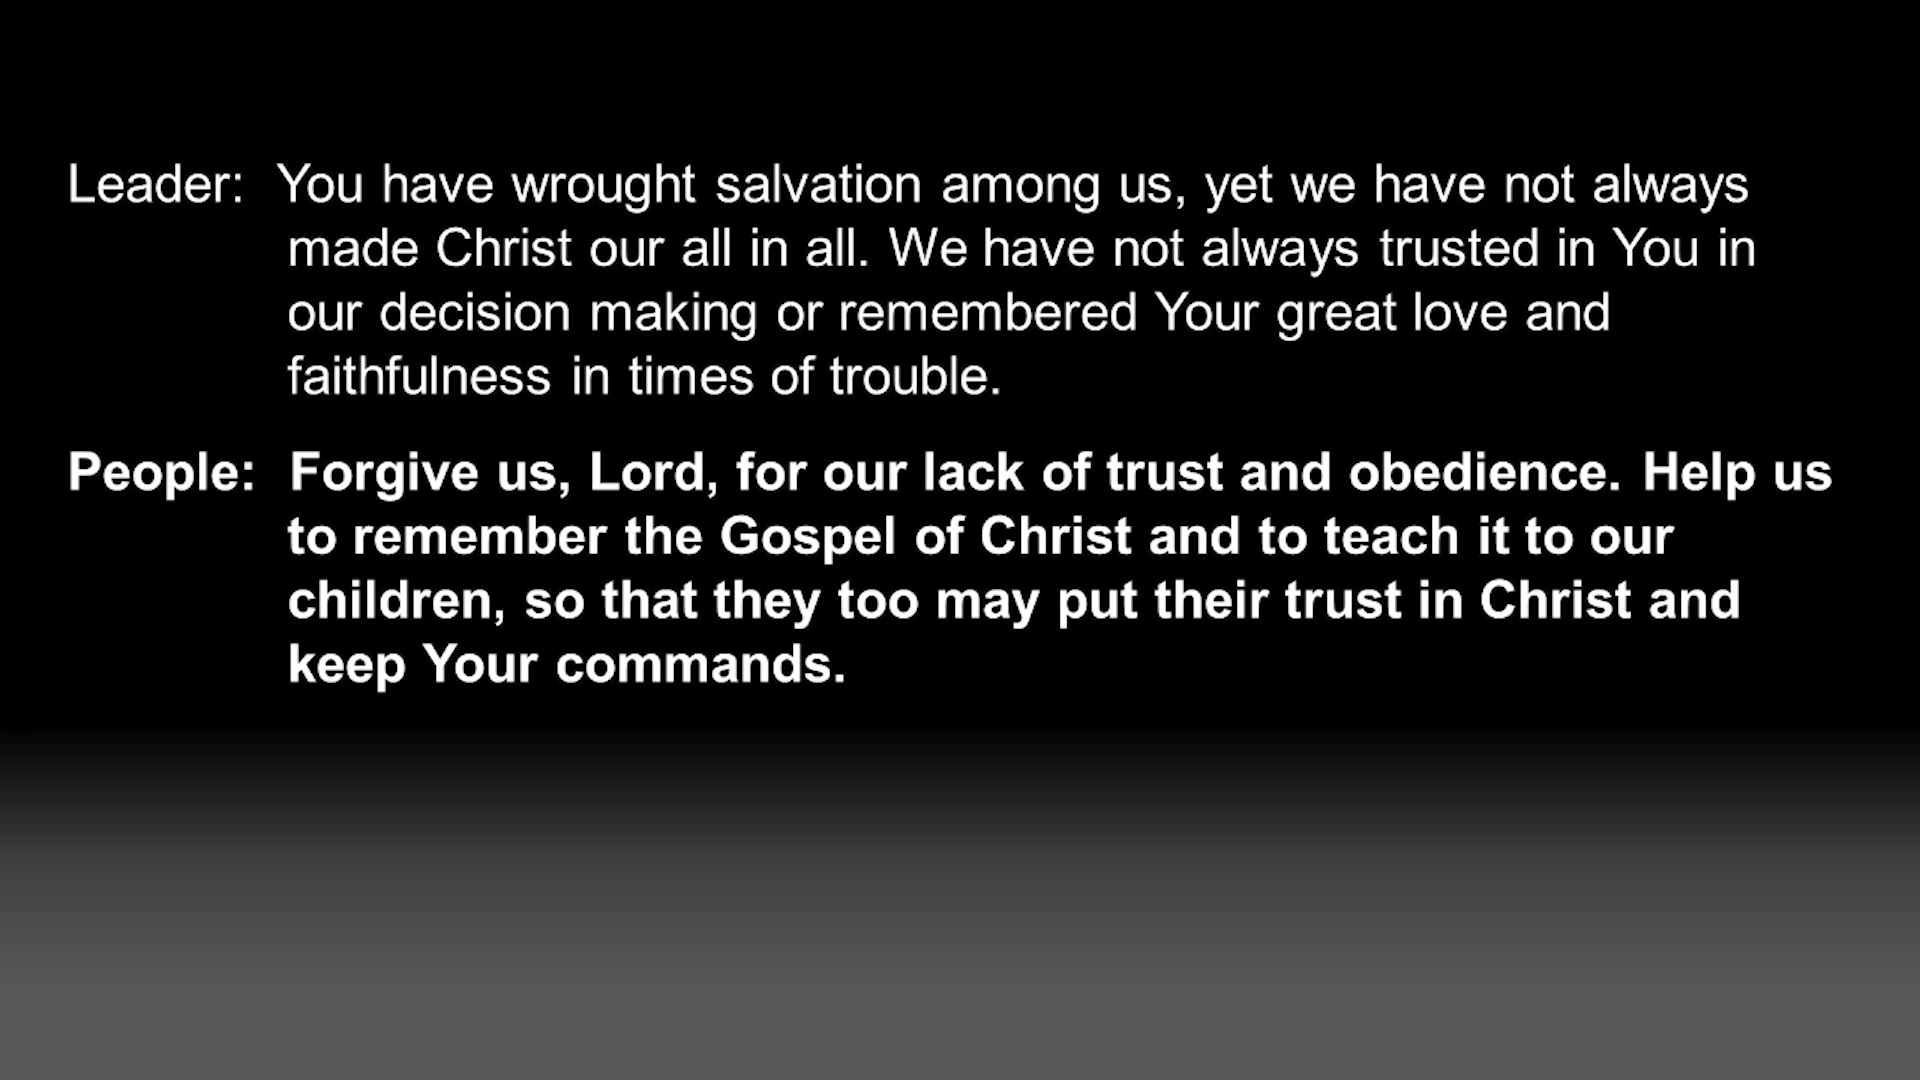 Leader: You have wrought salvation among us, yet we have not always
made Christ our all in all. We have not always trusted in You in
our decision making or remembered Your great love and
faithfulness in times of trouble.
People: Forgive us, Lord, for our lack of trust and obedience. Help us
to remember the Gospel of Christ and to teach it to our
children, so that they too may put their trust in Christ and
keep Your commands.